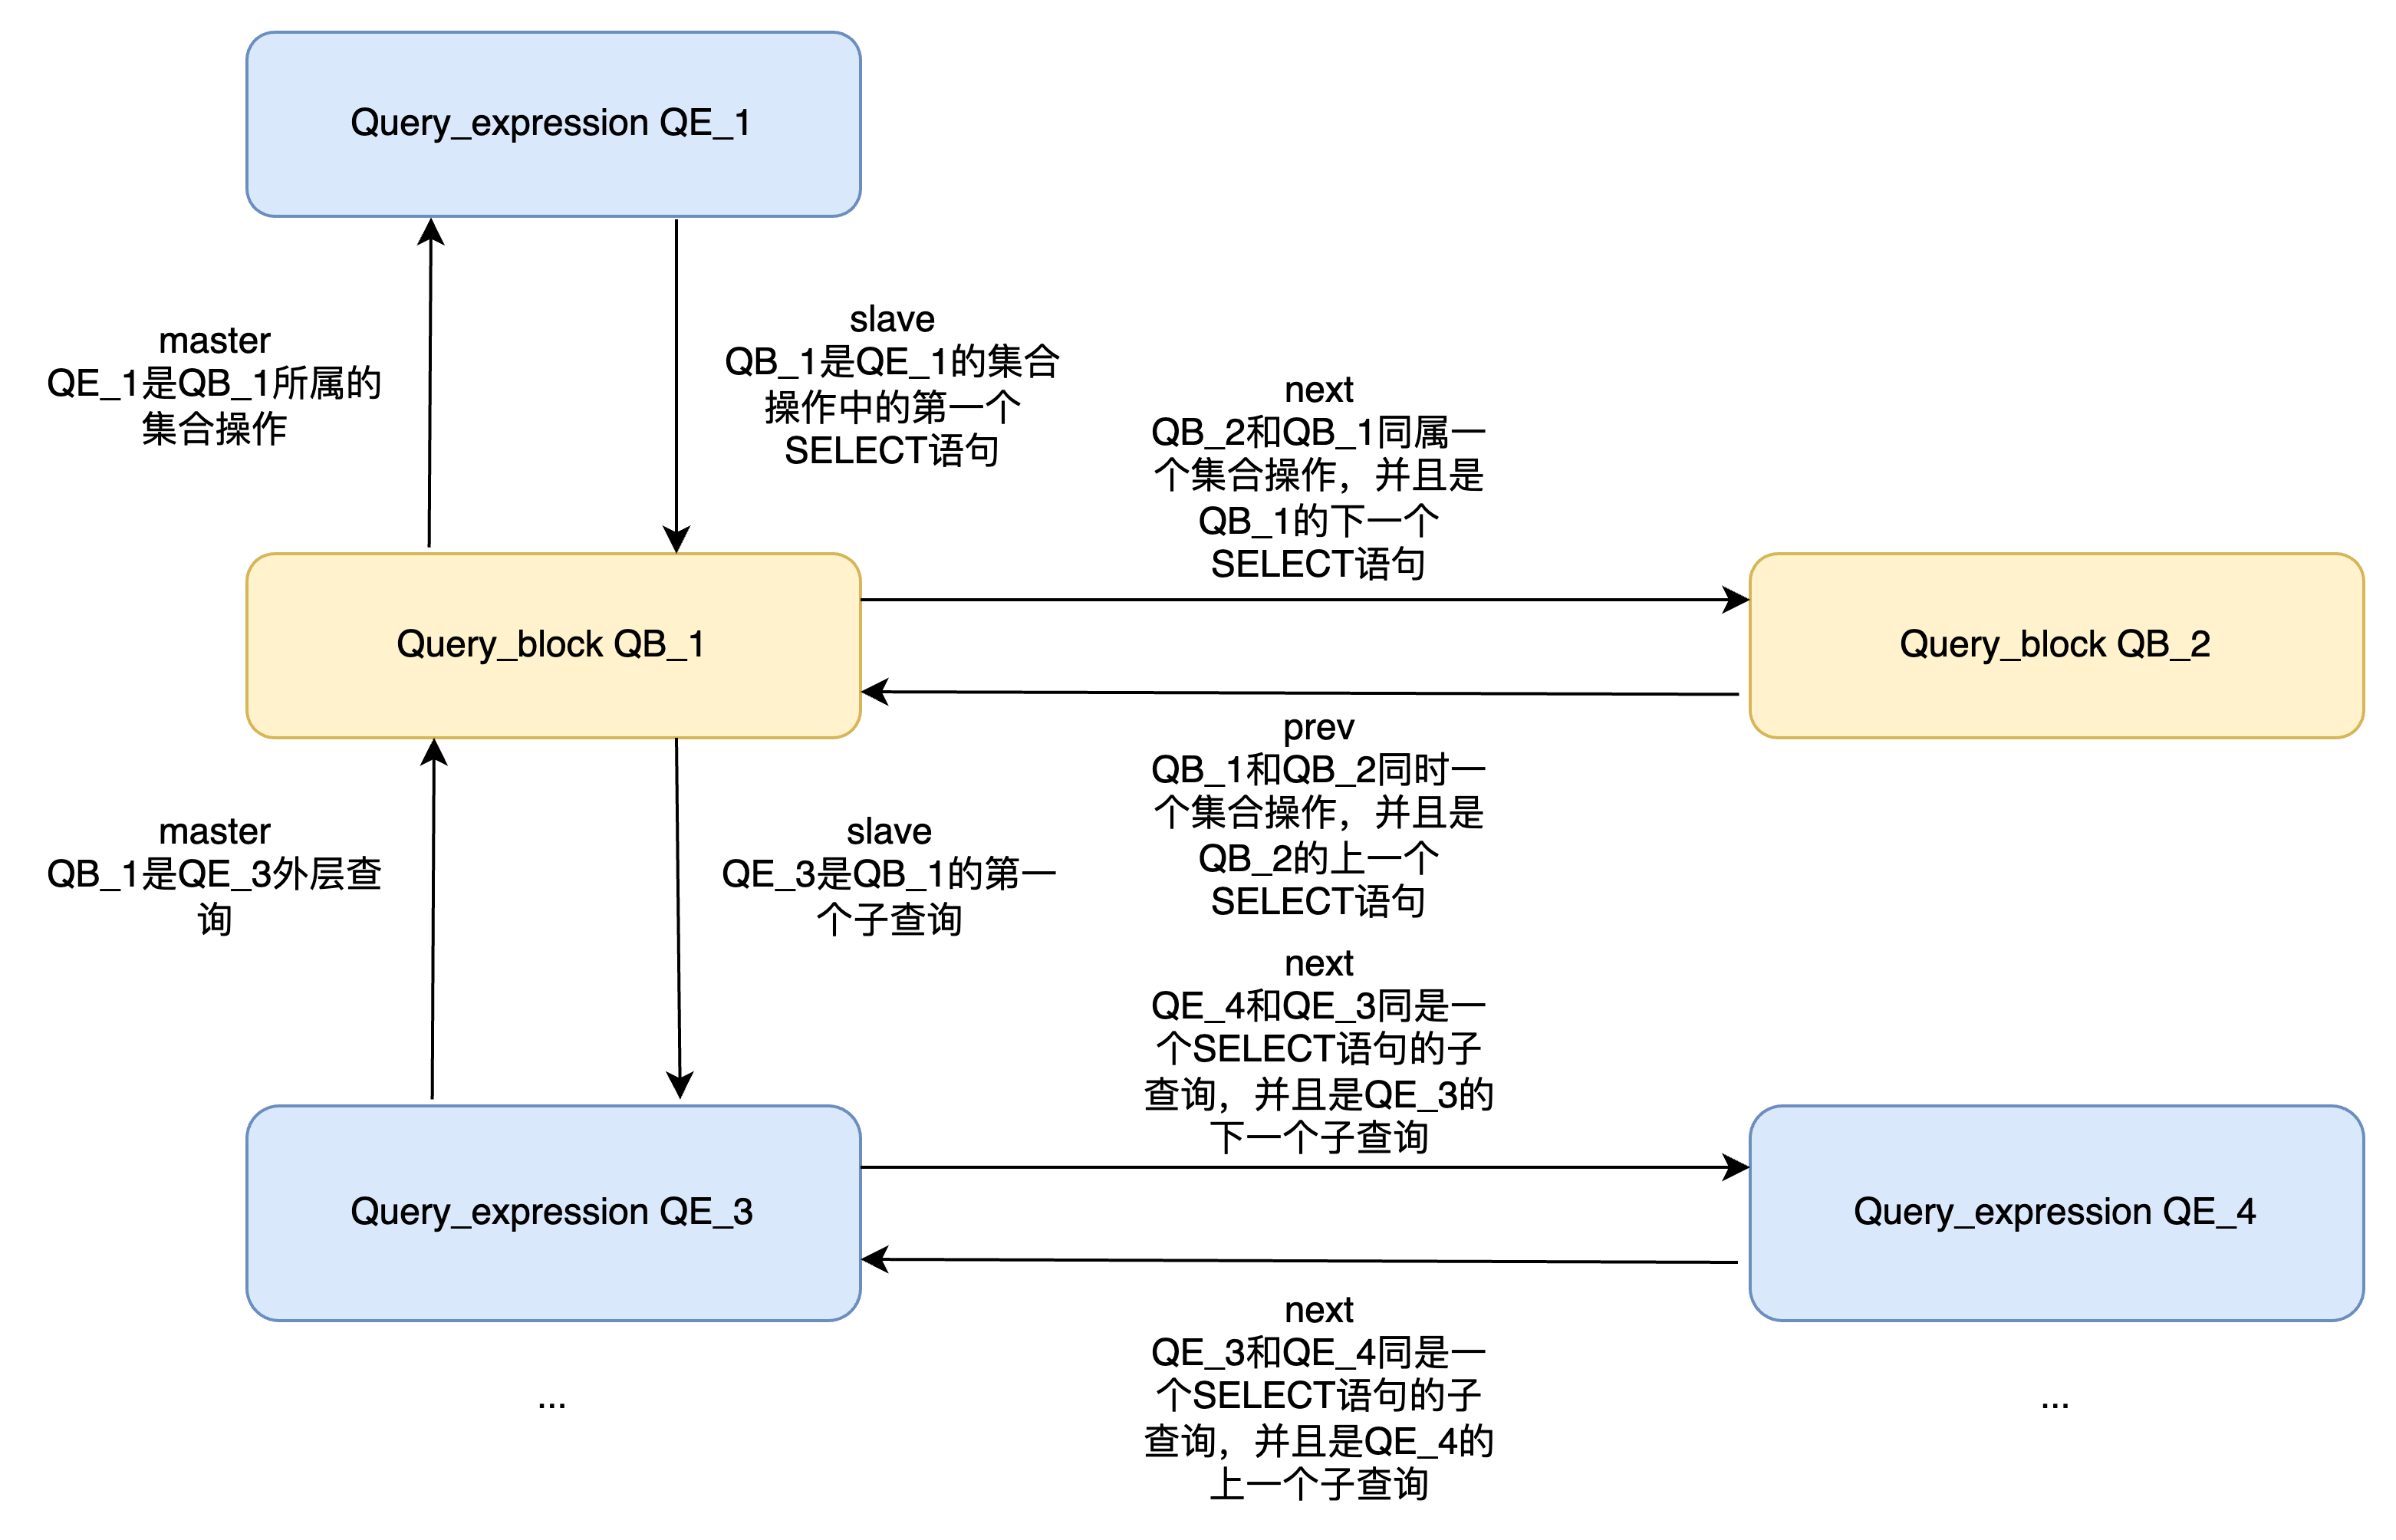 Query_expression QE_1
master
QE_1是QB_1所属的
集合操作
slave
QB_1是QE_1的集合
操作中的第一个
SELECT语句
next
QB_2和QB_1同属一
个集合操作，并且是
QB_1的下一个
SELECT语句
Query_block QB_1
Query_block QB_2
prev
QB_1和QB_2同时一
个集合操作，并且是
QB_2的上一个
SELECT语句
master
QB_1是QE_3外层查
询
slave
QE_3是QB_1的第一
个子查询
next
QE_4和QE_3同是一
个SELECT语句的子
查询，并且是QE_3的
下一个子查询
Query_expression QE_3
Query_expression QE_4
next
QE_3和QE_4同是一
个SELECT语句的子
查询，并且是QE_4的
上一个子查询
...
...